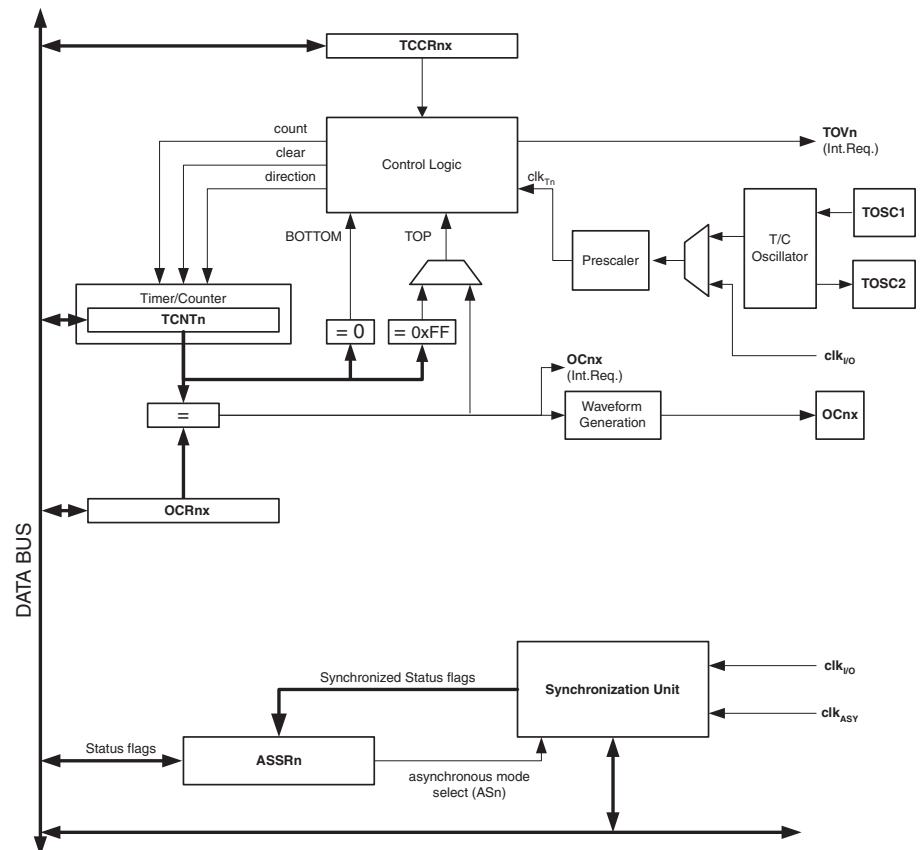 TCCRnx
count
clear
direction
Control Logic
TOVn
(Int.Req.)
clkTn
BOTTOM
TOP
Prescaler
T/C
Oscillator
TOSC1
TOSC2
clkI/O
Timer/Counter
TCNTn
= 0
= 0xFF
OCnx
(Int.Req.)
=
Waveform
Generation
OCnx
OCRnx
DATA BUS
Synchronized Status flags
Synchronization Unit
clkI/O
clkASY
Status flags
ASSRn
asynchronous mode
select (ASn)